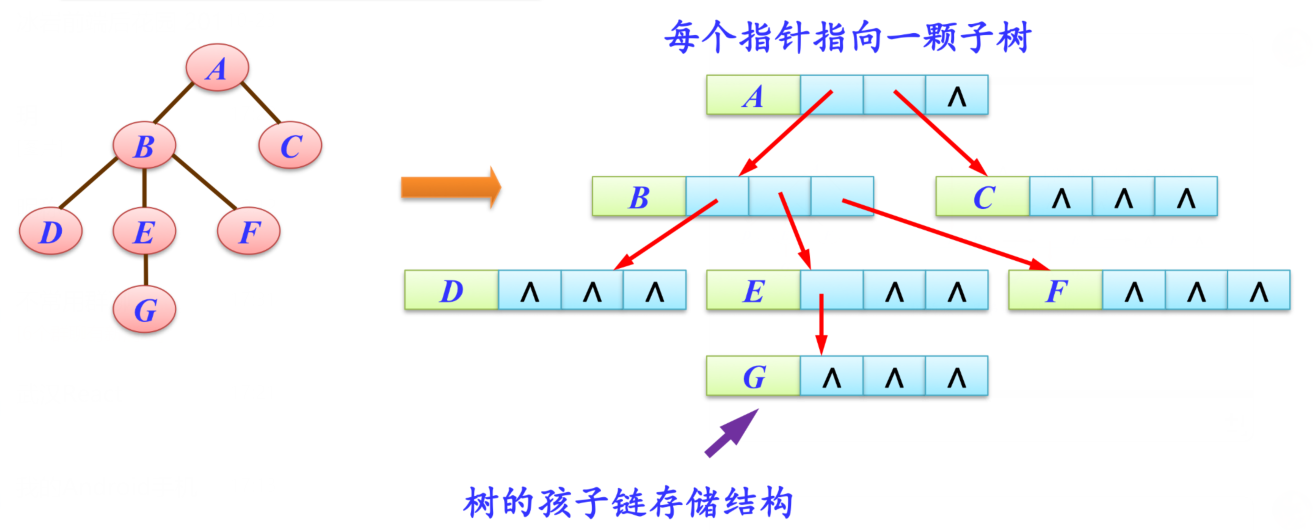 每个指针指向一颗子树
A
B C
D E F
G
A ∧
B C ∧ ∧ ∧
D ∧ ∧ ∧ E ∧ ∧ F ∧ ∧ ∧
G ∧ ∧ ∧
树的孩子链存储结构